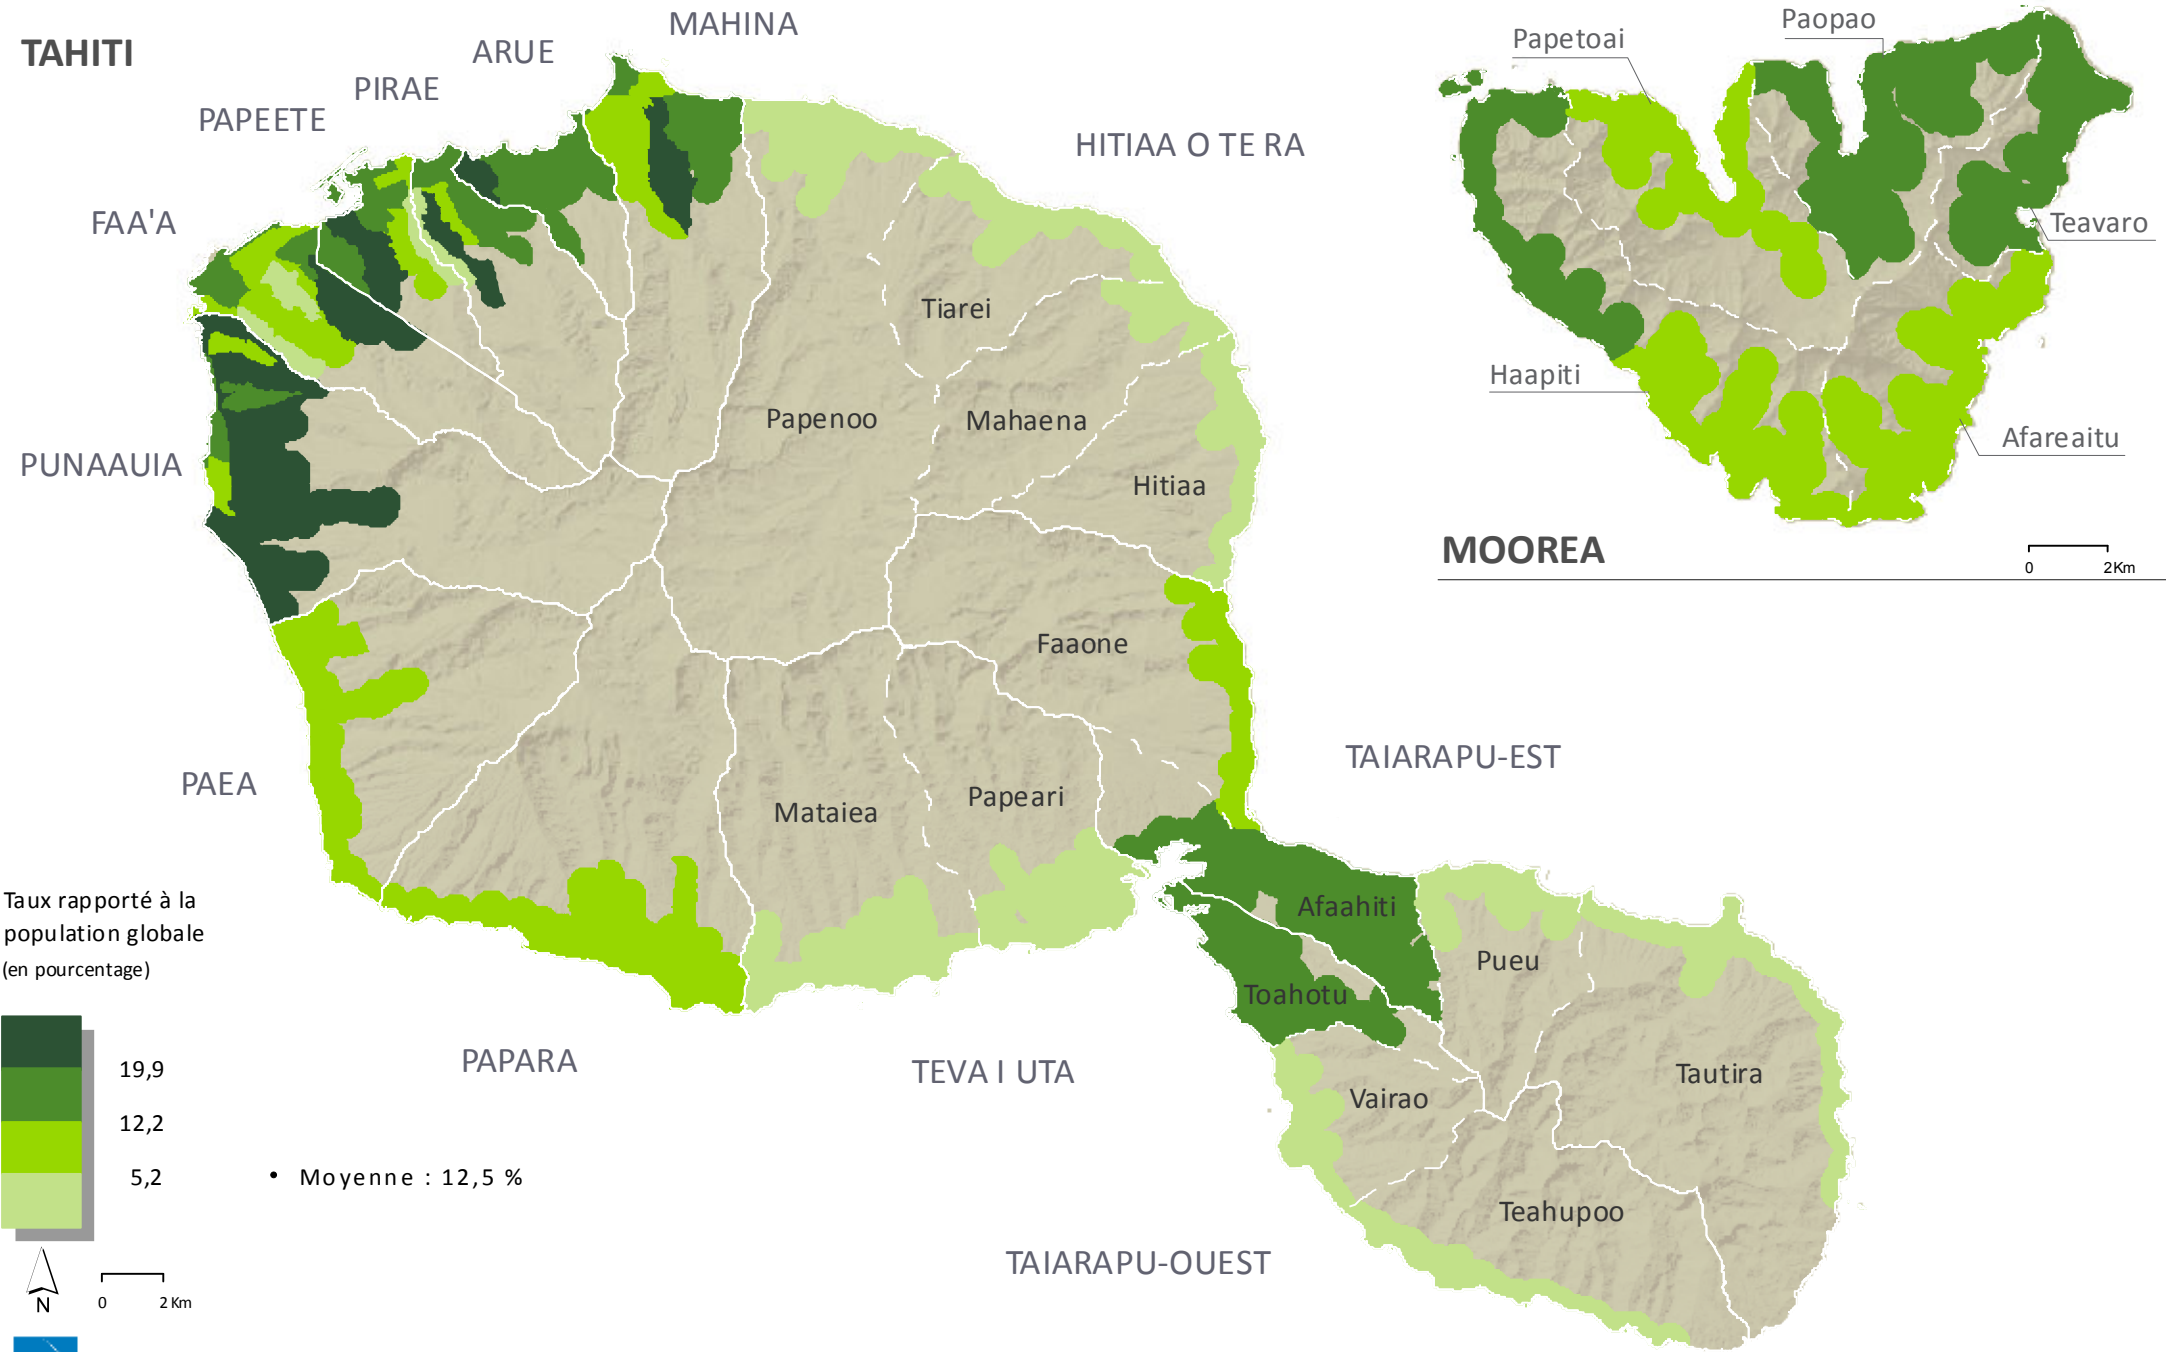 TAHITI
MAHINA
ARUE
PIRAE
PAPEETE
FAA'A
HITIAA O TE RA
PUNAAUIA
PAEA
PAPARA
TEVA I UTA
TAIARAPU-EST
TAIARAPU-OUEST
Tiarei
Papenoo
Mahaena
Hitiaa
Faaone
Mataiea
Papeari
Afaahiti
Pueu
Toahotu
Vairao
Tautira
Teahupoo
Papetoai
Paopao
Teavaro
Haapiti
Afareaitu
MOOREA
0 2Km
Taux rapporté à la
population globale
(en pourcentage)
19,9
12,2
5,2
• Moyenne : 12,5 %
N
0 2 Km